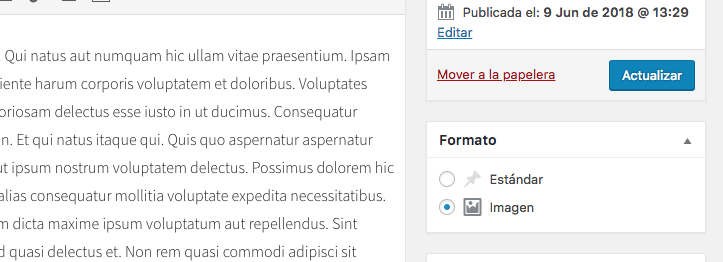 Qui natus aut numquam hic ullam vitae praesentium. Ipsam
harum corporis voluptatem et doloribus. Voluptates
delectus esse iusto in ut ducimus. Consequatur
Et qui natus itaque qui. Quis quo aspernatur aspernatur
ipsum nostrum voluptatem delectus. Possimus dolorem hic
alias consequatur mollitia voluptate expedita necessitatibus.
dicta maxime ipsum voluptatum aut repellendus. Sint
quasi delectus et. Non rem quasi commodi adipisci sit
Publicada el: 9 Jun de 2018 @ 13:29
Editar
Mover a la papelera
Actualizar
Formato
Estándar
Imagen